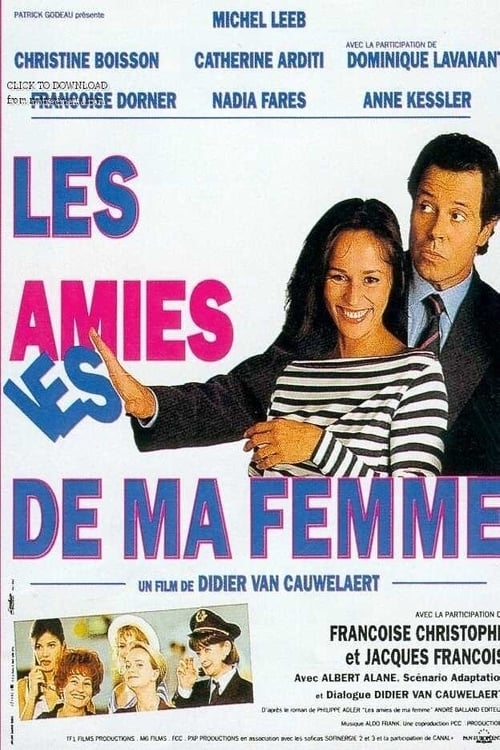 PATRICK GODEAU présente
MICHEL LEEB
CHRISTINE BOISSON CATHERINE ARDITI
AVEC LA PARTICIPATION DE
DOMINIQUE LAVANANT
CLICK TO DOWNLOAD
from
FRANÇOISE DORNER NADIA FARES ANNE KESSLER
LES
AMIES
LES
DE MA FEMME
UN FILM DE DIDIER VAN CAUWELAERT
AVEC LA PARTICIPATION D
FRANCOISE CHRISTOPHE
et JACQUES FRANCOIS
Avec ALBERT ALANE. Scénario Adaptation
et Dialogue DIDIER VAN CAUWELAER
D'après le roman de PHILIPPE ADLER "Les amies de ma femme" ANDRÉ BALLAND EDITEUR
Musique ALDO FRANK. Une coproduction FCC : PRODUCTION
TF1 FILMS PRODUCTIONS . M6 FILMS . FCC . PXP PRODUCTIONS en association avec les soficas SOFINERGIE 2 et 3 et la participation de CANAL+